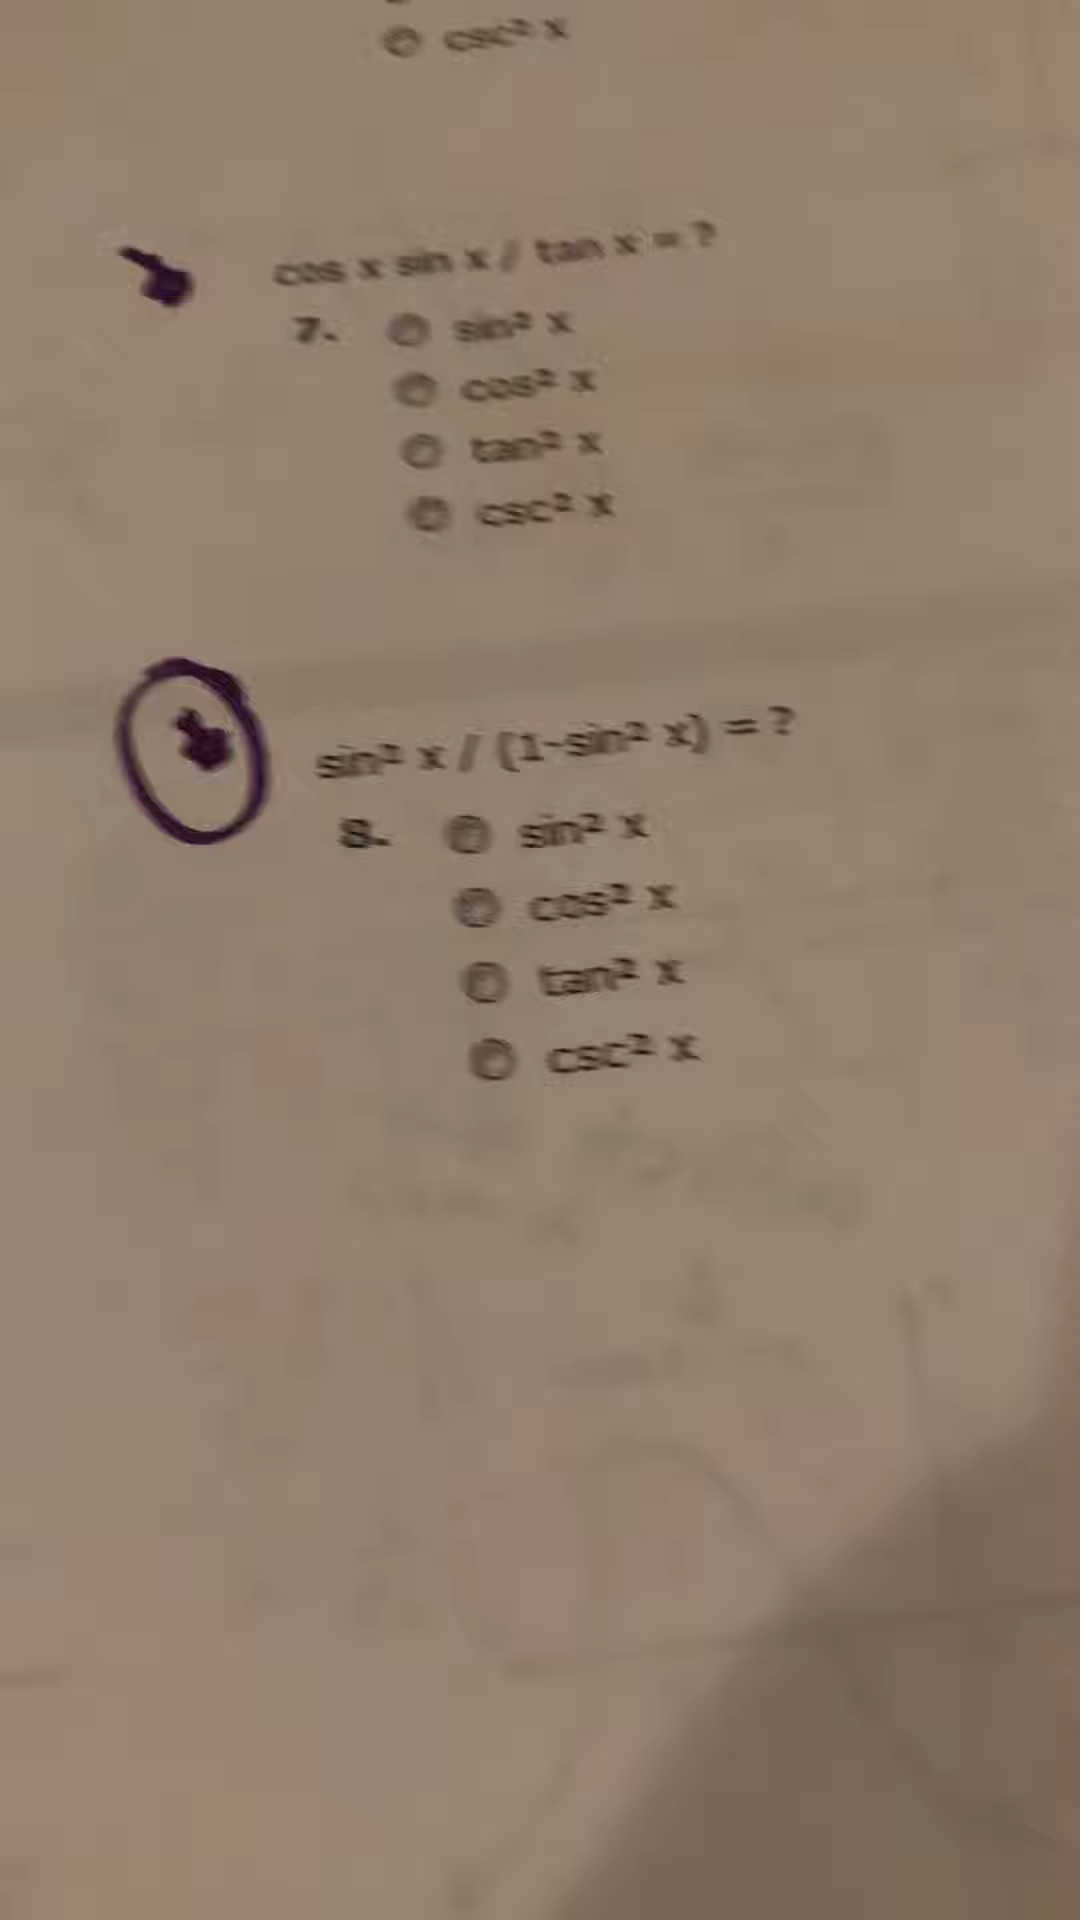 csc² x
cos x sin x / tan x = ?
7. sin² x
cos² x
tan² x
csc² x
sin² x / (1-sin² x) = ?
8. sin² x
cos² x
tan² x
csc² x